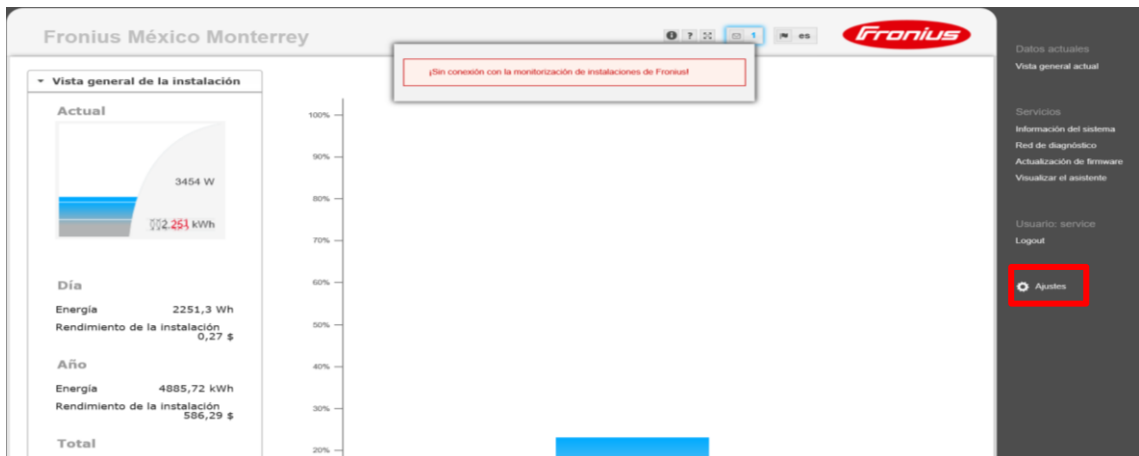 Fronius México Monterrey
1
es
Fronius
¡Sin conexión con la monitorización de instalaciones de Fronius!
Vista general de la instalación
Actual
3454 W
2.251 kWh
Día
Energía 2251,3 Wh
Rendimiento de la instalación
0,27 $
Año
Energía 4885,72 kWh
Rendimiento de la instalación
586,29 $
Total
100%
90%
80%
70%
60%
50%
40%
30%
20%
Datos actuales
Vista general actual
Servicios
Información del sistema
Red de diagnóstico
Actualización de firmware
Visualizar el asistente
Usuario: service
Logout
Ajustes